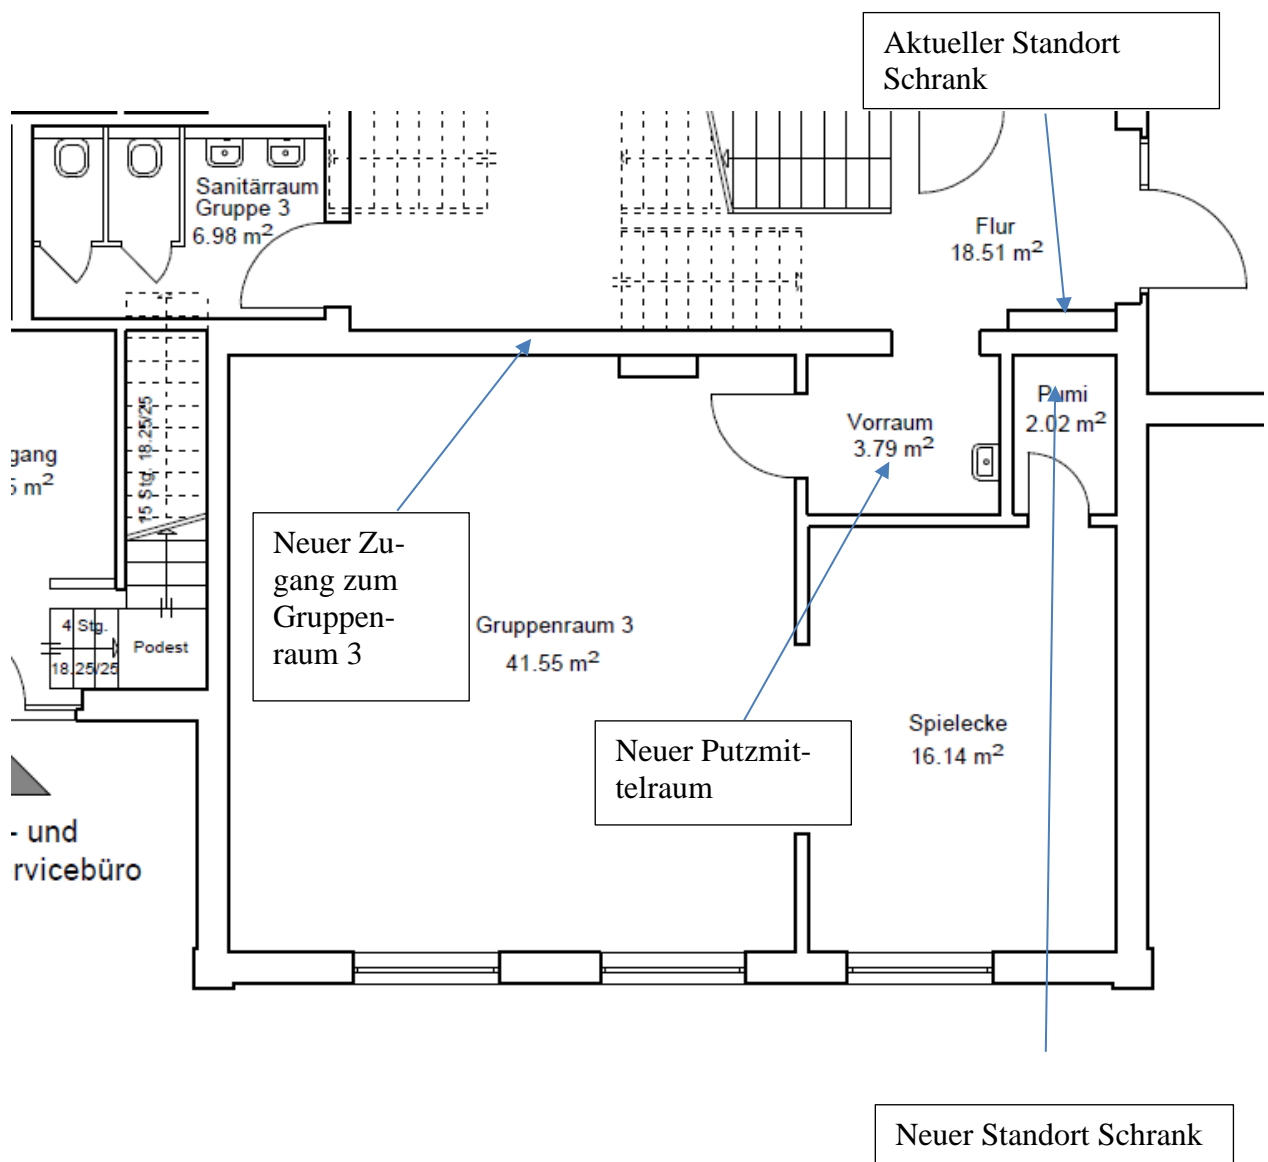 Aktueller Standort
Schrank
Sanitärraum
Gruppe 3
6.98 m²
Flur
18.51 m²
15 Stg. 18.25/25
Pumi
2.02 m²
Vorraum
3.79 m²
gang
5 m²
Neuer Zu-
gang zum
Gruppen-
raum 3
Gruppenraum 3
41.55 m²
4 Stg.
18.25/25
Podest
Neuer Putzmit-
telraum
Spielecke
16.14 m²
- und
rvicebüro
Neuer Standort Schrank